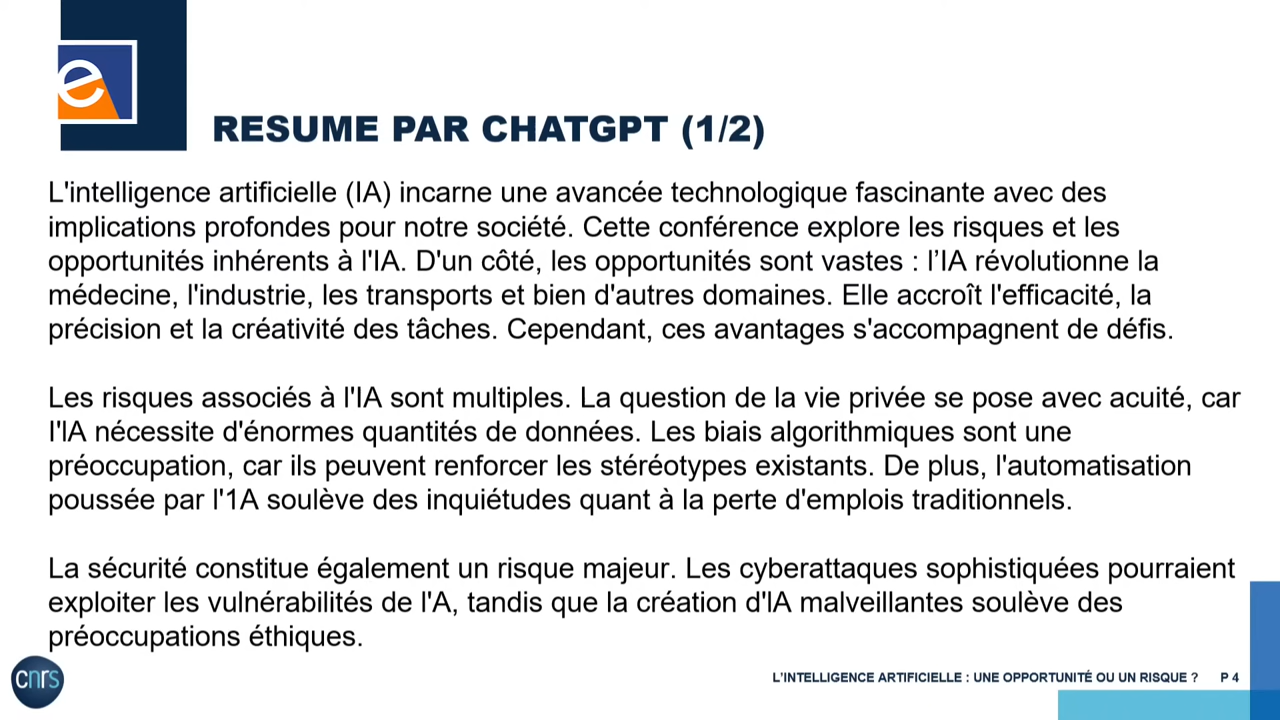 e
RESUME PAR CHATGPT (1/2)
L'intelligence artificielle (IA) incarne une avancée technologique fascinante avec des
implications profondes pour notre société. Cette conférence explore les risques et les
opportunités inhérents à l'IA. D'un côté, les opportunités sont vastes : l’IA révolutionne la
médecine, l'industrie, les transports et bien d'autres domaines. Elle accroît l'efficacité, la
précision et la créativité des tâches. Cependant, ces avantages s'accompagnent de défis.
Les risques associés à l'IA sont multiples. La question de la vie privée se pose avec acuité, car
l'IA nécessite d'énormes quantités de données. Les biais algorithmiques sont une
préoccupation, car ils peuvent renforcer les stéréotypes existants. De plus, l'automatisation
poussée par l'1A soulève des inquiétudes quant à la perte d'emplois traditionnels.
La sécurité constitue également un risque majeur. Les cyberattaques sophistiquées pourraient
exploiter les vulnérabilités de l'A, tandis que la création d'IA malveillantes soulève des
préoccupations éthiques.
cnrs
L’INTELLIGENCE ARTIFICIELLE : UNE OPPORTUNITÉ OU UN RISQUE ? P 4